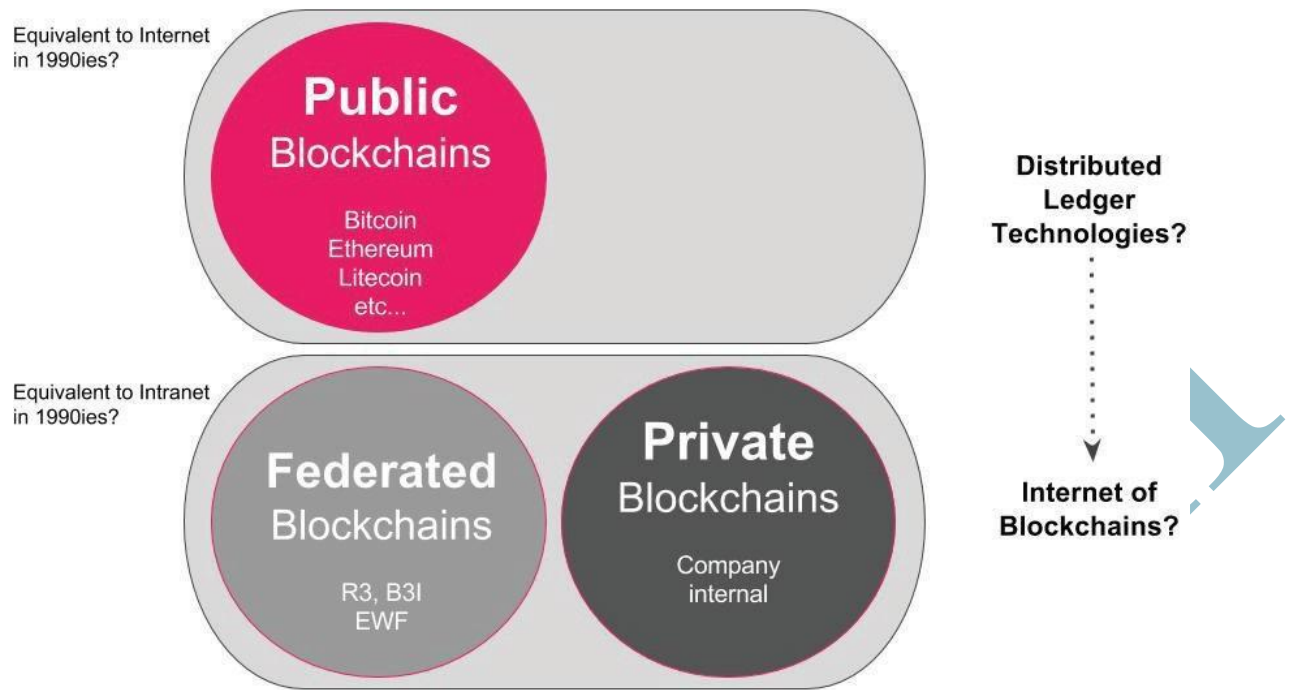 Equivalent to Internet
in 1990ies?
Public
Blockchains
Bitcoin
Ethereum
Litecoin
etc...
Distributed
Ledger
Technologies?
Equivalent to Intranet
in 1990ies?
Federated
Blockchains
R3, B3I
EWF
Private
Blockchains
Company
internal
Internet of
Blockchains?